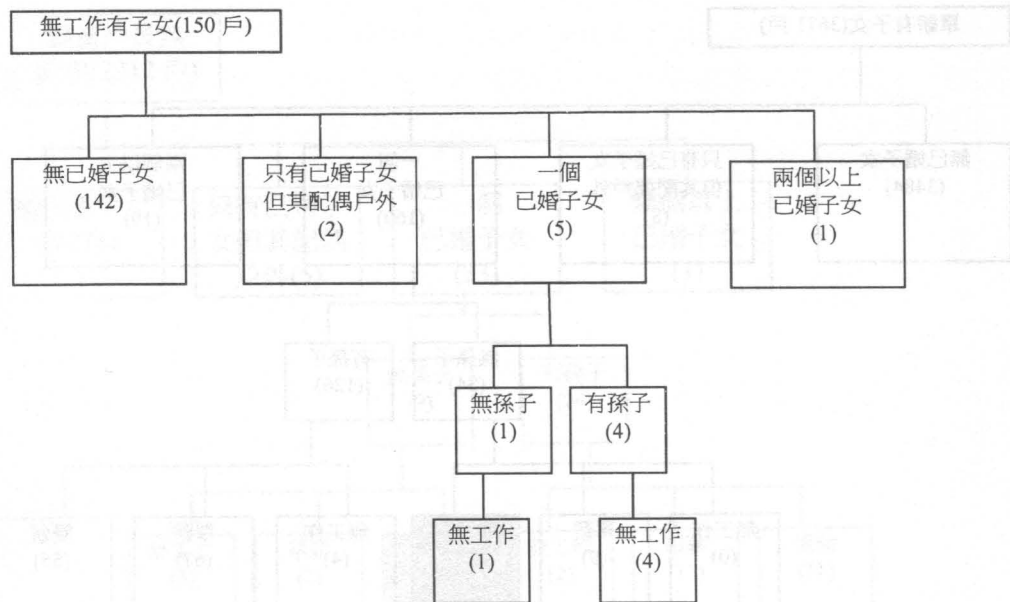 無工作有子女(150 戶)
無已婚子女
(142)
只有已婚子女
但其配偶戶外
(2)
一個
已婚子女
(5)
兩個以上
已婚子女
(1)
無孫子
(1)
有孫子
(4)
無工作
(1)
無工作
(4)